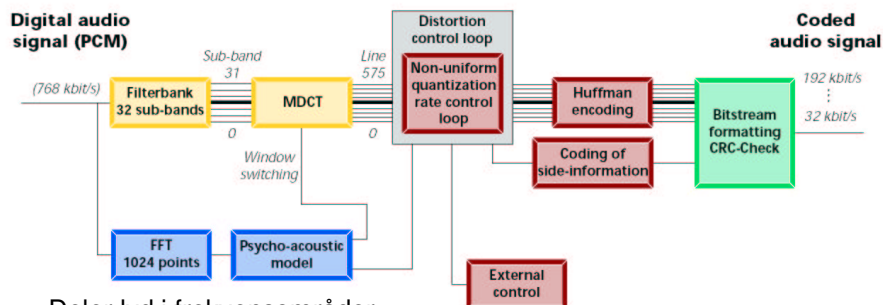 Digital audio
signal (PCM)
Distortion
control loop
Coded
audio signal
Sub-band
31
Line
575
(768 kbit/s)
Filterbank
32 sub-bands
MDCT
Non-uniform
quantization
rate control
loop
Huffman
encoding
Bitstream
formatting
CRC-Check
192 kbit/s
⋮
32 kbit/s
0
0
Window
switching
Coding of
side-information
FFT
1024 points
Psycho-acoustic
model
External
control